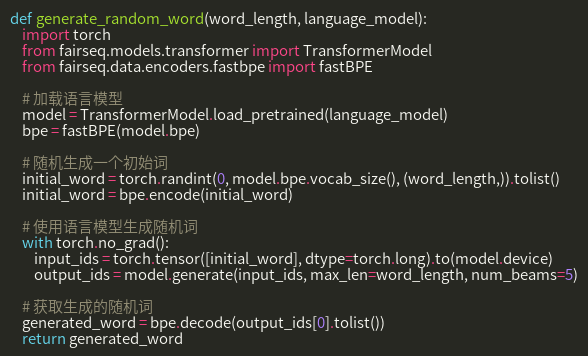 def generate_random_word(word_length, language_model):
    import torch
    from fairseq.models.transformer import TransformerModel
    from fairseq.data.encoders.fastbpe import fastBPE

    # 加载语言模型
    model = TransformerModel.load_pretrained(language_model)
    bpe = fastBPE(model.bpe)

    # 随机生成一个初始词
    initial_word = torch.randint(0, model.bpe.vocab_size(), (word_length,)).tolist()
    initial_word = bpe.encode(initial_word)

    # 使用语言模型生成随机词
    with torch.no_grad():
        input_ids = torch.tensor([initial_word], dtype=torch.long).to(model.device)
        output_ids = model.generate(input_ids, max_len=word_length, num_beams=5)

    # 获取生成的随机词
    generated_word = bpe.decode(output_ids[0].tolist())
    return generated_word